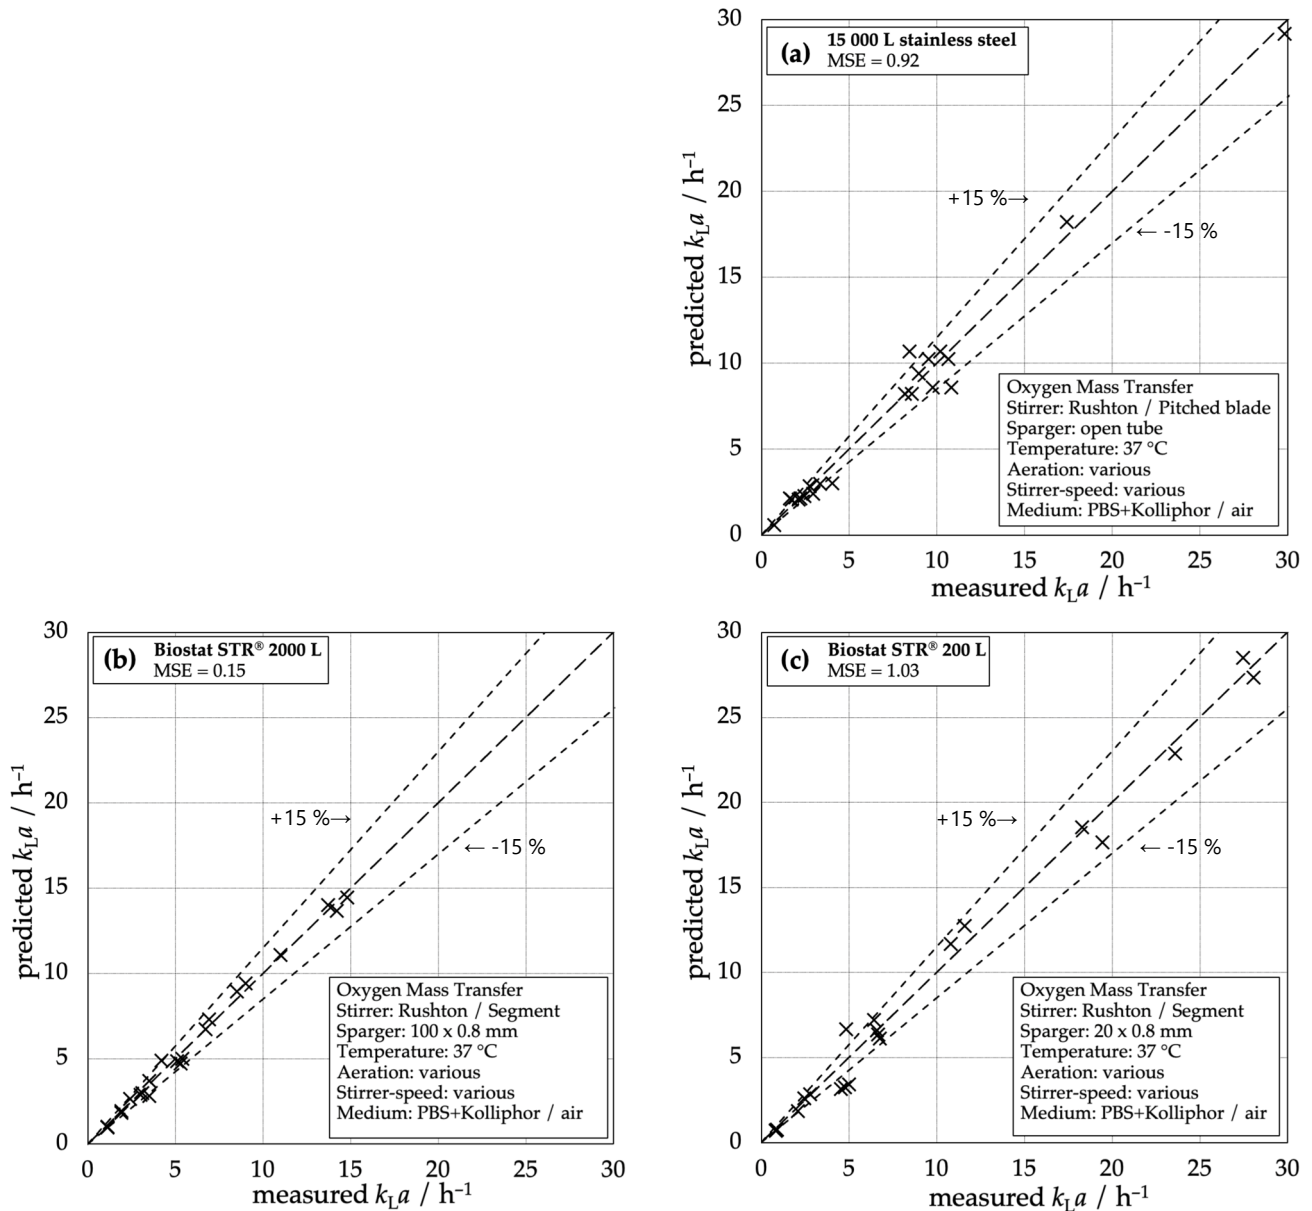 (a) 15 000 L stainless steel
MSE = 0.92
30
25
20
15
10
5
0
predicted kLa / h⁻¹
+15 %→
← -15 %
Oxygen Mass Transfer
Stirrer: Rushton / Pitched blade
Sparger: open tube
Temperature: 37 °C
Aeration: various
Stirrer-speed: various
Medium: PBS+Kolliphor / air
0 5 10 15 20 25 30
measured kLa / h⁻¹
(b) Biostat STR® 2000 L
MSE = 0.15
30
25
20
15
10
5
0
predicted kLa / h⁻¹
+15 %→
← -15 %
Oxygen Mass Transfer
Stirrer: Rushton / Segment
Sparger: 100 x 0.8 mm
Temperature: 37 °C
Aeration: various
Stirrer-speed: various
Medium: PBS+Kolliphor / air
0 5 10 15 20 25 30
measured kLa / h⁻¹
(c) Biostat STR® 200 L
MSE = 1.03
30
25
20
15
10
5
0
predicted kLa / h⁻¹
+15 %→
← -15 %
Oxygen Mass Transfer
Stirrer: Rushton / Segment
Sparger: 20 x 0.8 mm
Temperature: 37 °C
Aeration: various
Stirrer-speed: various
Medium: PBS+Kolliphor / air
0 5 10 15 20 25 30
measured kLa / h⁻¹